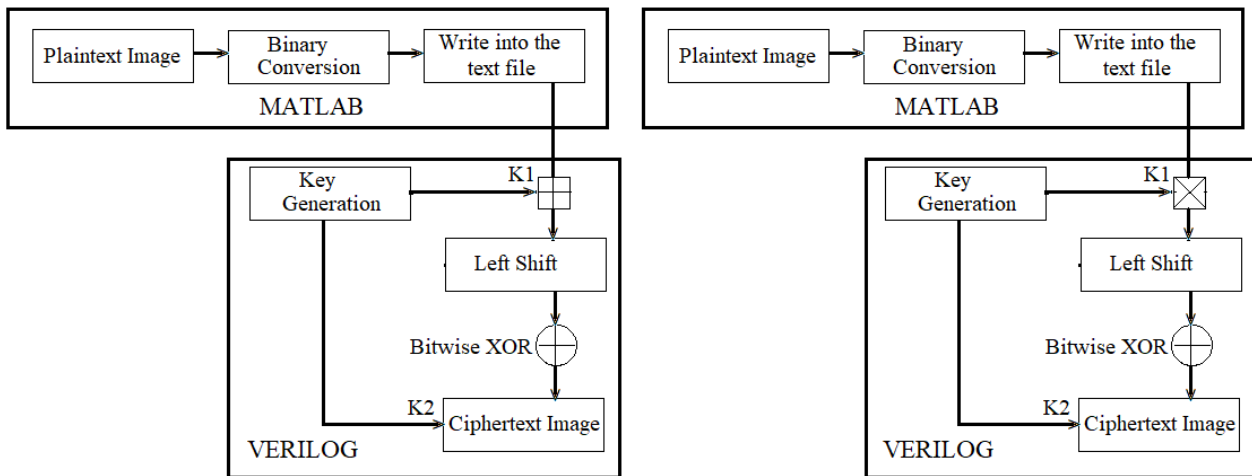 Plaintext Image
Binary
Conversion
Write into the
text file
MATLAB
Key
Generation
K1
Left Shift
Bitwise XOR
K2
Ciphertext Image
VERILOG
Plaintext Image
Binary
Conversion
Write into the
text file
MATLAB
Key
Generation
K1
Left Shift
Bitwise XOR
K2
Ciphertext Image
VERILOG